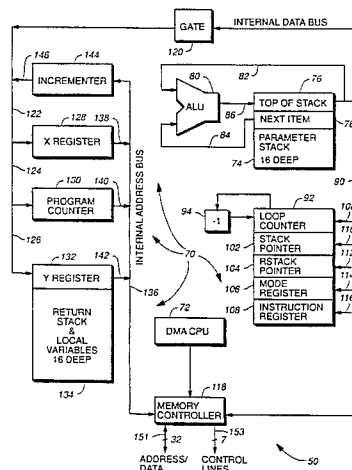 INTERNAL DATA BUS
GATE
120
146
144
INCREMENTER
122
128
138
X REGISTER
124
130
140
PROGRAM
COUNTER
126
132
142
Y REGISTER
136
RETURN
STACK
&
LOCAL
VARIABLES
16 DEEP
134
INTERNAL ADDRESS BUS
80
82
76
ALU
86
TOP OF STACK
78
84
NEXT ITEM
PARAMETER
STACK
74
16 DEEP
90
92
94
-1
LOOP
COUNTER
102
STACK
POINTER
110
104
RSTACK
POINTER
112
106
MODE
REGISTER
114
108
INSTRUCTION
REGISTER
116
70
72
DMA CPU
118
MEMORY
CONTROLLER
151
32
153
7
50
ADDRESS/
DATA
CONTROL
LINES